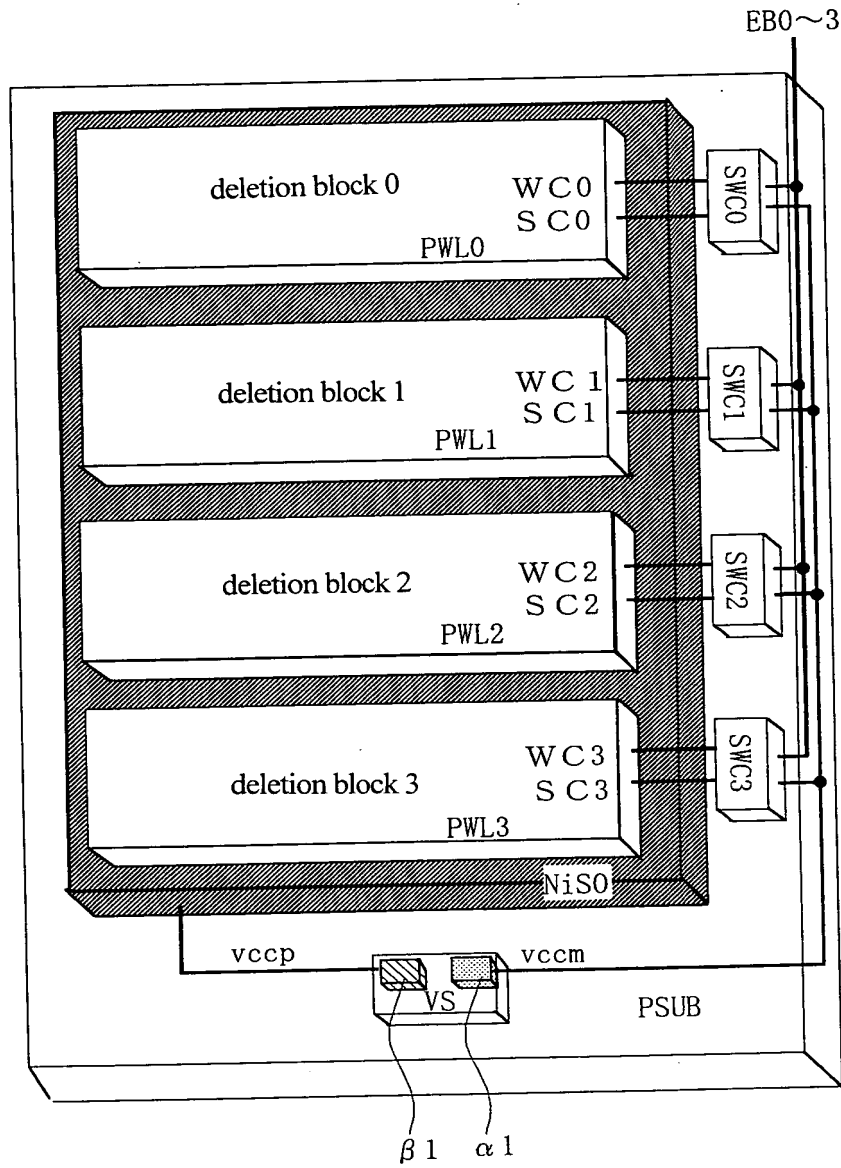 EB0～3
deletion block 0
WC0
SC0
PWL0
SWC0
deletion block 1
WC1
SC1
PWL1
SWC1
deletion block 2
WC2
SC2
PWL2
SWC2
deletion block 3
WC3
SC3
PWL3
SWC3
NiSO
vccp
vccm
VS
PSUB
β1
α1